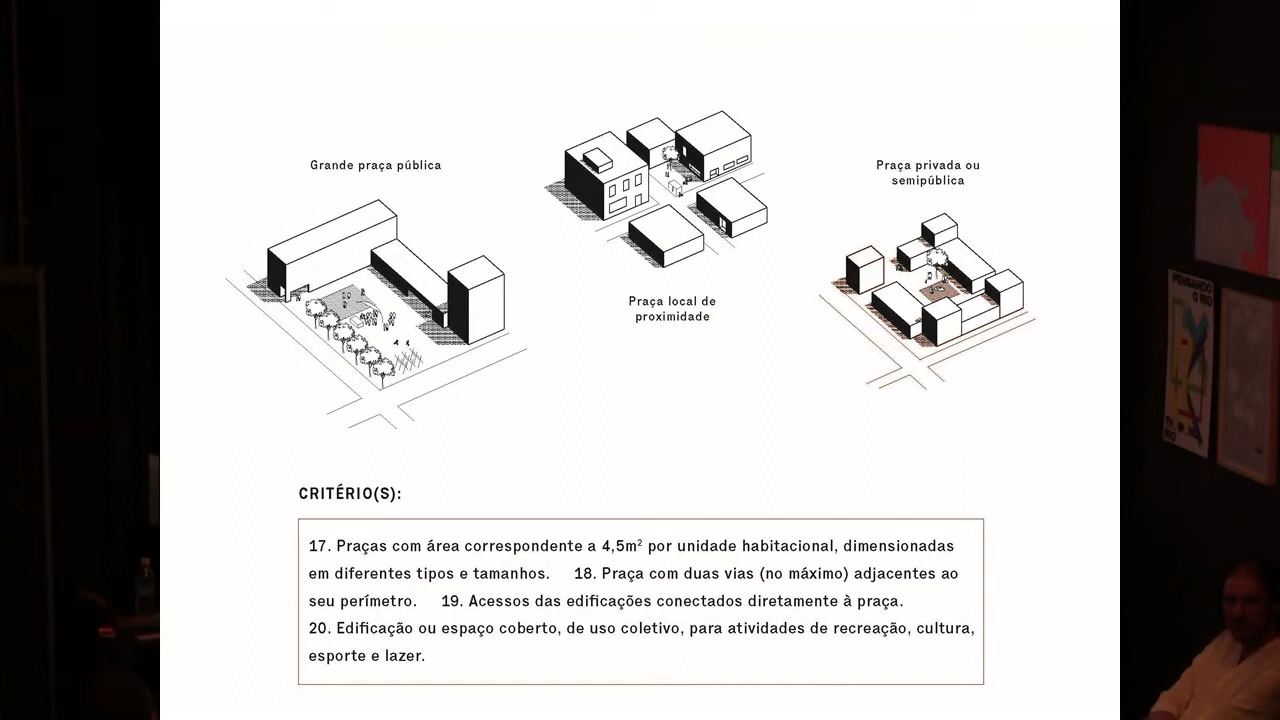 Grande praça pública
Praça privada ou
semipública
Praça local de
proximidade
CRITÉRIO(S):
17. Praças com área correspondente a 4,5m² por unidade habitacional, dimensionadas
em diferentes tipos e tamanhos. 18. Praça com duas vias (no máximo) adjacentes ao
seu perímetro. 19. Acessos das edificações conectados diretamente à praça.
20. Edificação ou espaço coberto, de uso coletivo, para atividades de recreação, cultura,
esporte e lazer.
PENSANDO
O RIO